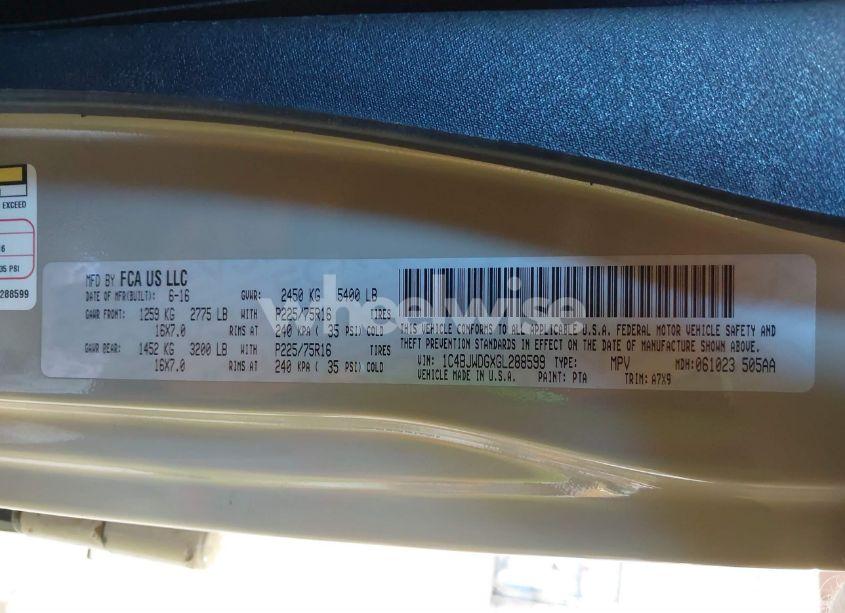 EXCEED
16
35 PSI
288599
MFD BY FCA US LLC
DATE OF MFR(BUILT): 6-16 GVWR: 2450 KG 5400 LB
GAWR FRONT: 1259 KG 2775 LB WITH P225/75R16 TIRES
16X7.0 RIMS AT 240 KPA( 35 PSI) COLD
GAWR REAR: 1452 KG 3200 LB WITH P225/75R16 TIRES
16X7.0 RIMS AT 240 KPA( 35 PSI) COLD
THIS VEHICLE CONFORMS TO ALL APPLICABLE U.S.A. FEDERAL MOTOR VEHICLE SAFETY AND
THEFT PREVENTION STANDARDS IN EFFECT ON THE DATE OF MANUFACTURE SHOWN ABOVE.
VIN: 1C4BJWDGXGL288599 TYPE: MPV MDH:061023 505AA
VEHICLE MADE IN U.S.A. PAINT: PTA TRIM: A7X9
wheelwise